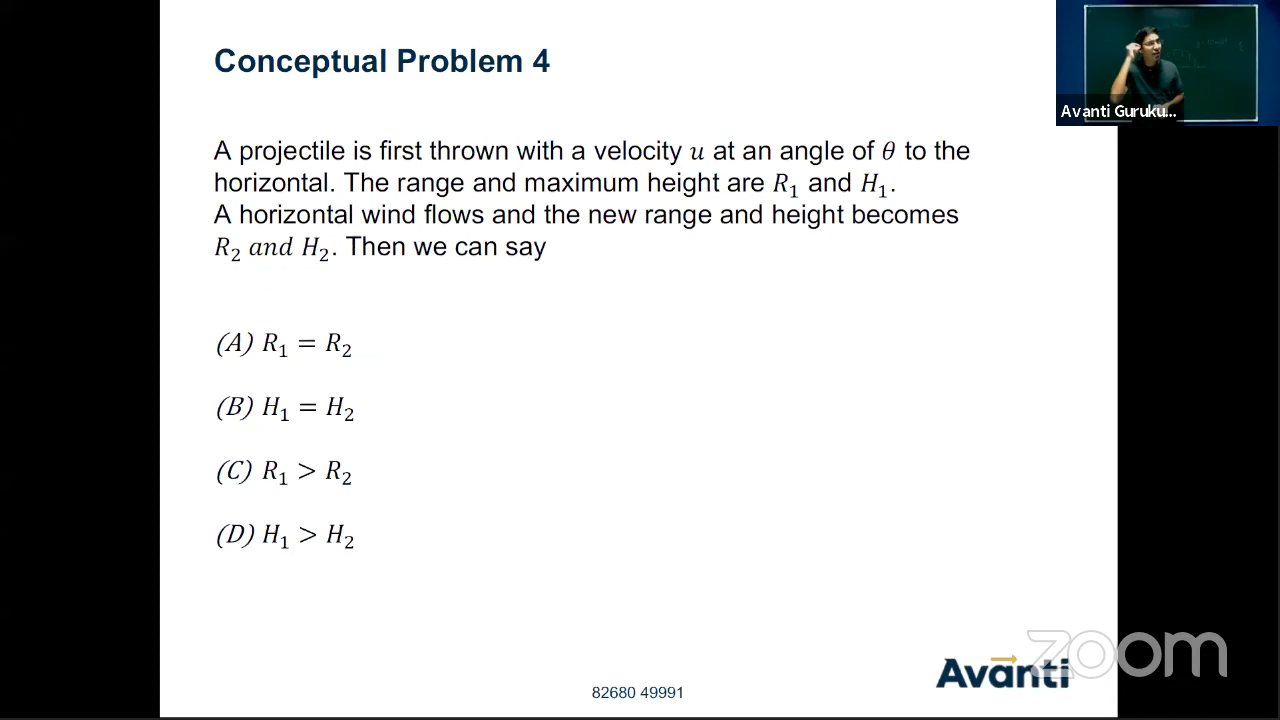 Conceptual Problem 4
Avanti Guruku...
A projectile is first thrown with a velocity u at an angle of θ to the
horizontal. The range and maximum height are R₁ and H₁.
A horizontal wind flows and the new range and height becomes
R₂ and H₂. Then we can say
(A) R₁ = R₂
(B) H₁ = H₂
(C) R₁ > R₂
(D) H₁ > H₂
zoom
Avanti
82680 49991